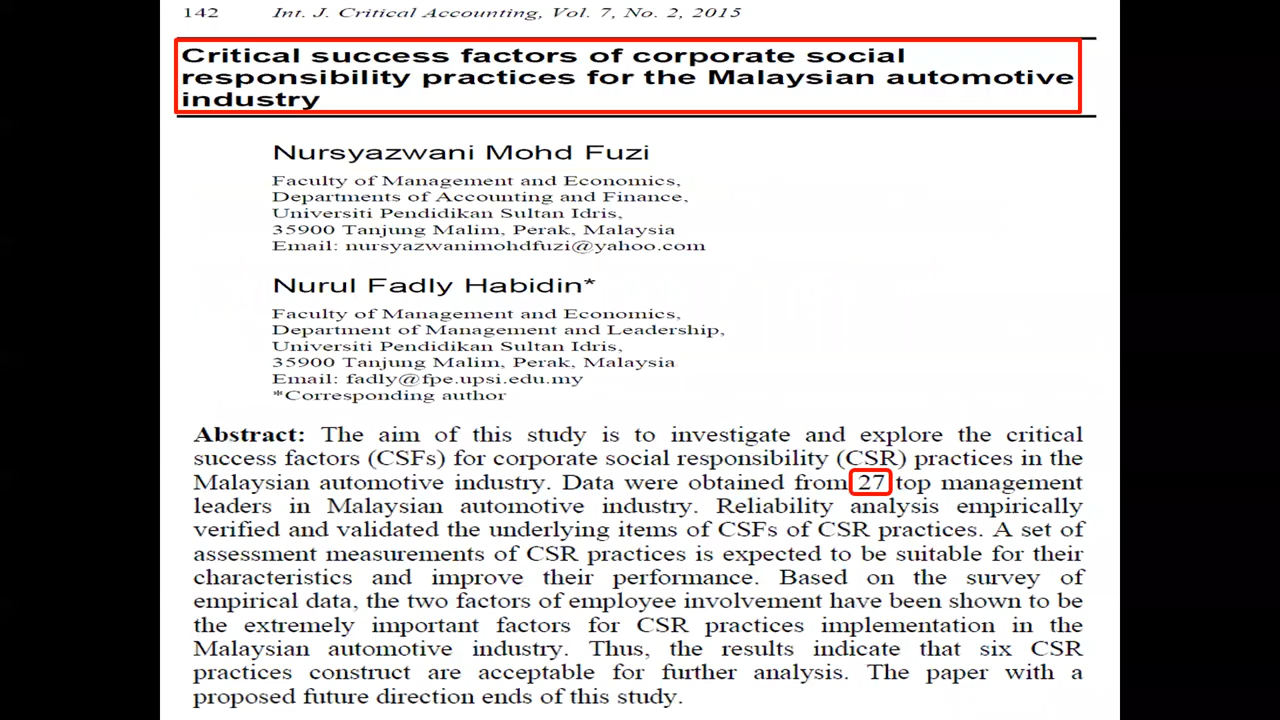 142 Int. J. Critical Accounting, Vol. 7, No. 2, 2015
Critical success factors of corporate social
responsibility practices for the Malaysian automotive
industry
Nursyazwani Mohd Fuzi
Faculty of Management and Economics,
Departments of Accounting and Finance,
Universiti Pendidikan Sultan Idris,
35900 Tanjung Malim, Perak, Malaysia
Email: nursyazwanimohdfuzi@yahoo.com
Nurul Fadly Habidin*
Faculty of Management and Economics,
Department of Management and Leadership,
Universiti Pendidikan Sultan Idris,
35900 Tanjung Malim, Perak, Malaysia
Email: fadly@fpe.upsi.edu.my
*Corresponding author
Abstract: The aim of this study is to investigate and explore the critical
success factors (CSFs) for corporate social responsibility (CSR) practices in the
Malaysian automotive industry. Data were obtained from 27 top management
leaders in Malaysian automotive industry. Reliability analysis empirically
verified and validated the underlying items of CSFs of CSR practices. A set of
assessment measurements of CSR practices is expected to be suitable for their
characteristics and improve their performance. Based on the survey of
empirical data, the two factors of employee involvement have been shown to be
the extremely important factors for CSR practices implementation in the
Malaysian automotive industry. Thus, the results indicate that six CSR
practices construct are acceptable for further analysis. The paper with a
proposed future direction ends of this study.